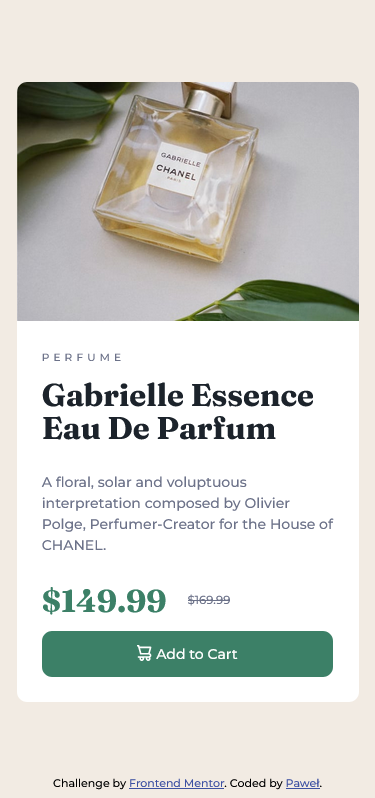 GABRIELLE
CHANEL
PARIS
PERFUME
Gabrielle Essence
Eau De Parfum
A floral, solar and voluptuous
interpretation composed by Olivier
Polge, Perfumer-Creator for the House of
CHANEL.
$149.99 $169.99
Add to Cart
Challenge by Frontend Mentor. Coded by Paweł.